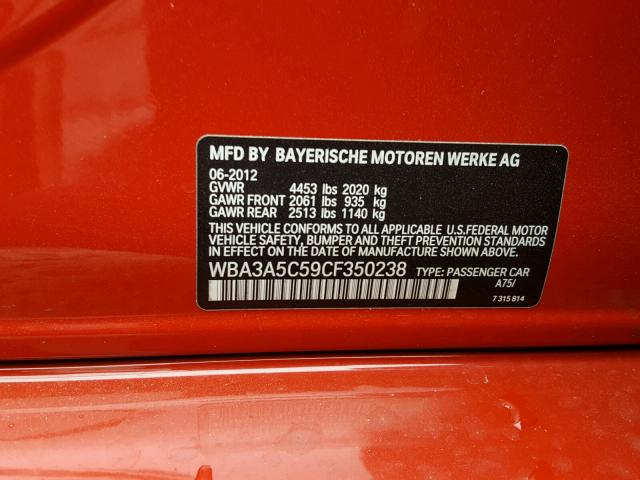 MFD BY BAYERISCHE MOTOREN WERKE AG
06-2012
GVWR 4453 lbs 2020 kg
GAWR FRONT 2061 lbs 935 kg
GAWR REAR 2513 lbs 1140 kg
THIS VEHICLE CONFORMS TO ALL APPLICABLE U.S.FEDERAL MOTOR
VEHICLE SAFETY, BUMPER AND THEFT PREVENTION STANDARDS
IN EFFECT ON THE DATE OF MANUFACTURE SHOWN ABOVE.
WBA3A5C59CF350238 TYPE: PASSENGER CAR
A75/
7 315 814